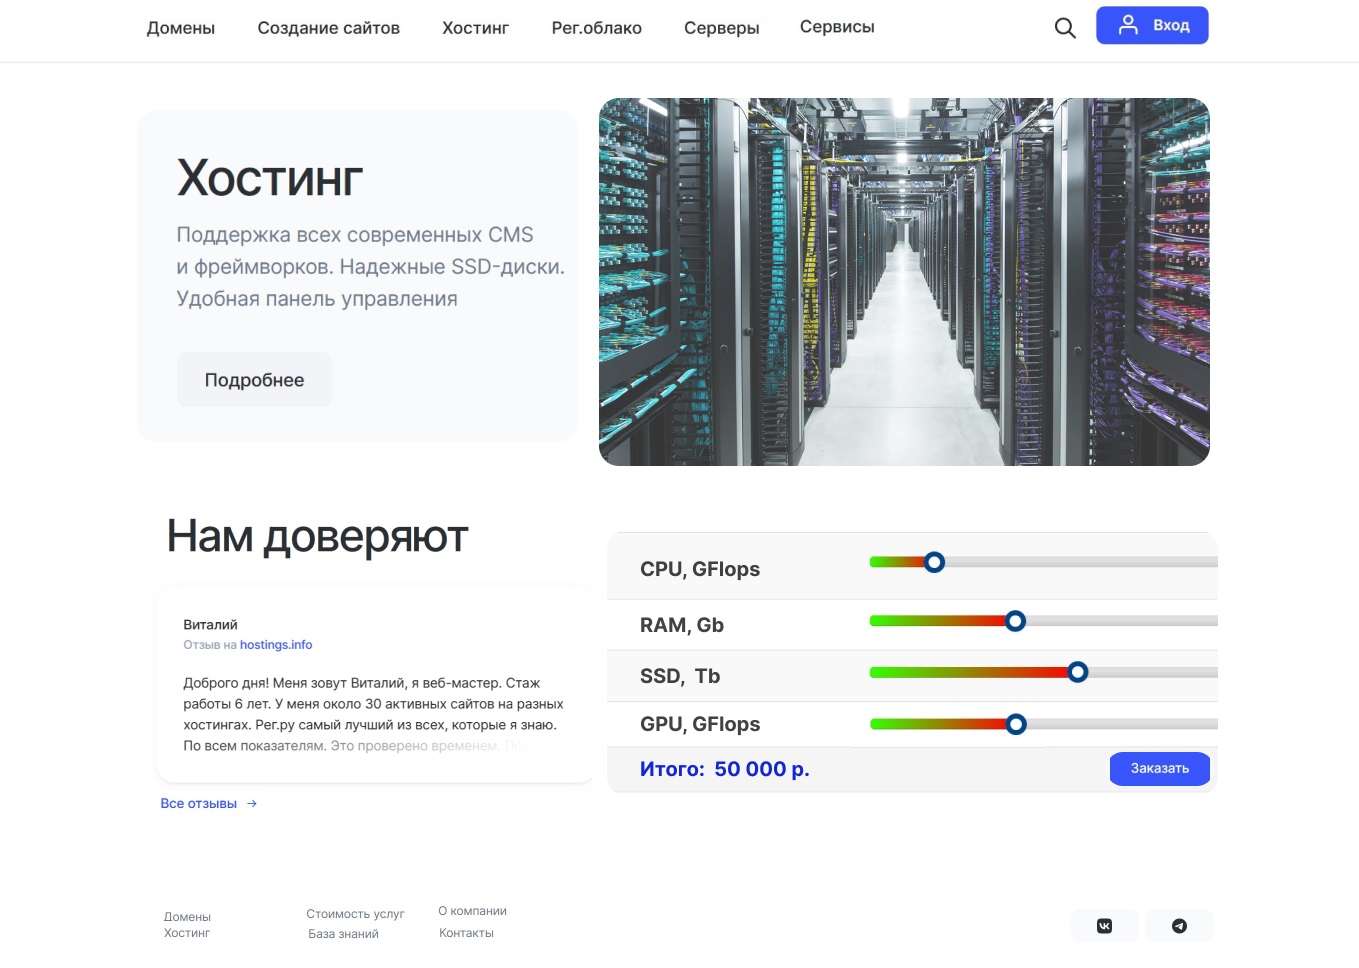 Домены Создание сайтов Хостинг Рег.облако Серверы Сервисы Вход
Хостинг
Поддержка всех современных CMS
и фреймворков. Надежные SSD-диски.
Удобная панель управления
Подробнее
Нам доверяют
Виталий
Отзыв на hostings.info
Доброго дня! Меня зовут Виталий, я веб-мастер. Стаж
работы 6 лет. У меня около 30 активных сайтов на разных
хостингах. Рег.ру самый лучший из всех, которые я знаю.
По всем показателям. Это проверено временем.
Все отзывы →
CPU, GFlops
RAM, Gb
SSD, Tb
GPU, GFlops
Итого: 50 000 р. Заказать
Домены Стоимость услуг О компании
Хостинг База знаний Контакты